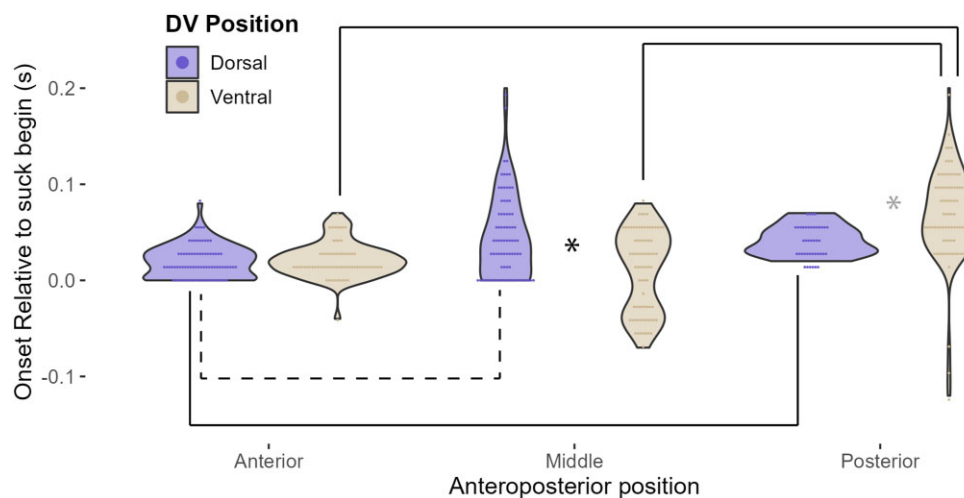 DV Position
Dorsal
Ventral
Onset Relative to suck begin (s)
0.2
0.1
0.0
-0.1
*
*
Anterior
Middle
Posterior
Anteroposterior position